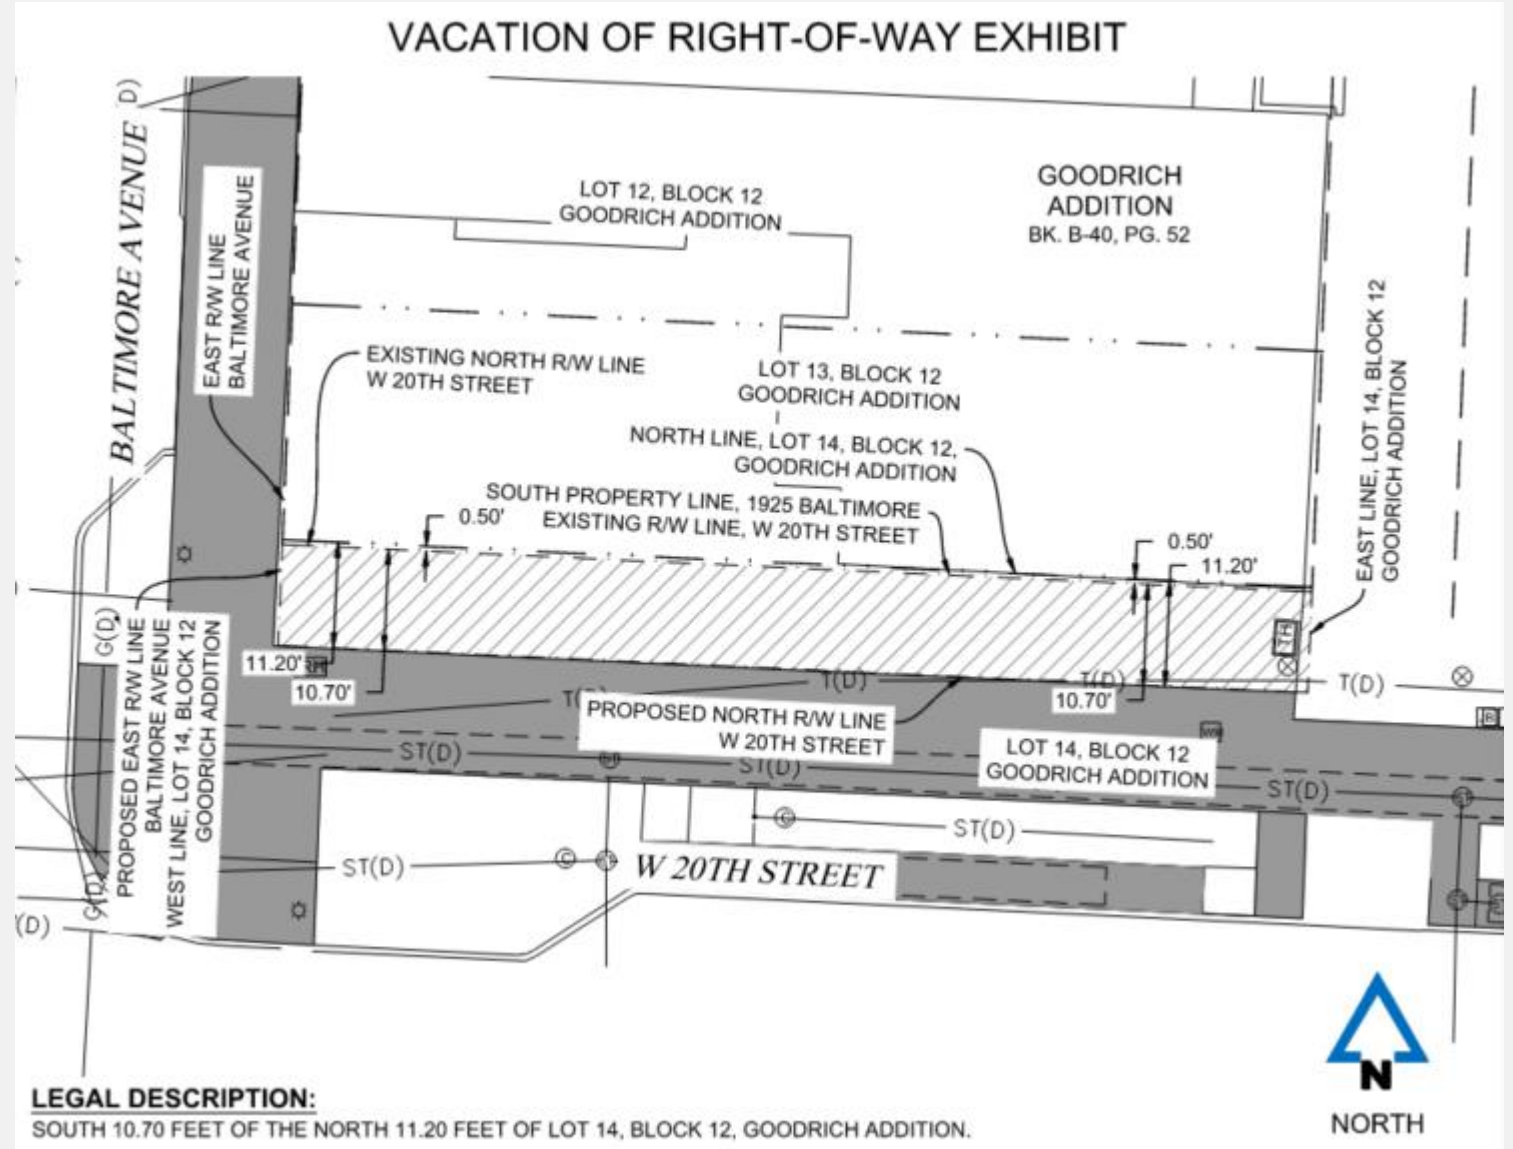 VACATION OF RIGHT-OF-WAY EXHIBIT
BALTIMORE AVENUE
D)
EAST R/W LINE
BALTIMORE AVENUE
LOT 12, BLOCK 12
GOODRICH ADDITION
GOODRICH
ADDITION
BK. B-40, PG. 52
EXISTING NORTH R/W LINE
W 20TH STREET
LOT 13, BLOCK 12
GOODRICH ADDITION
NORTH LINE, LOT 14, BLOCK 12,
GOODRICH ADDITION
SOUTH PROPERTY LINE, 1925 BALTIMORE
EXISTING R/W LINE, W 20TH STREET
EAST LINE, LOT 14, BLOCK 12
GOODRICH ADDITION
0.50'
0.50'
11.20'
G(D)
PROPOSED EAST R/W LINE
BALTIMORE AVENUE
WEST LINE, LOT 14, BLOCK 12
GOODRICH ADDITION
11.20'
10.70'
TH
T(D)
T(D)
T(D)
10.70'
PROPOSED NORTH R/W LINE
W 20TH STREET
LOT 14, BLOCK 12
GOODRICH ADDITION
ST(D)
ST(D)
ST(D)
ST(D)
ST(D)
G(D)
(D)
W 20TH STREET
N
NORTH
LEGAL DESCRIPTION:
SOUTH 10.70 FEET OF THE NORTH 11.20 FEET OF LOT 14, BLOCK 12, GOODRICH ADDITION.